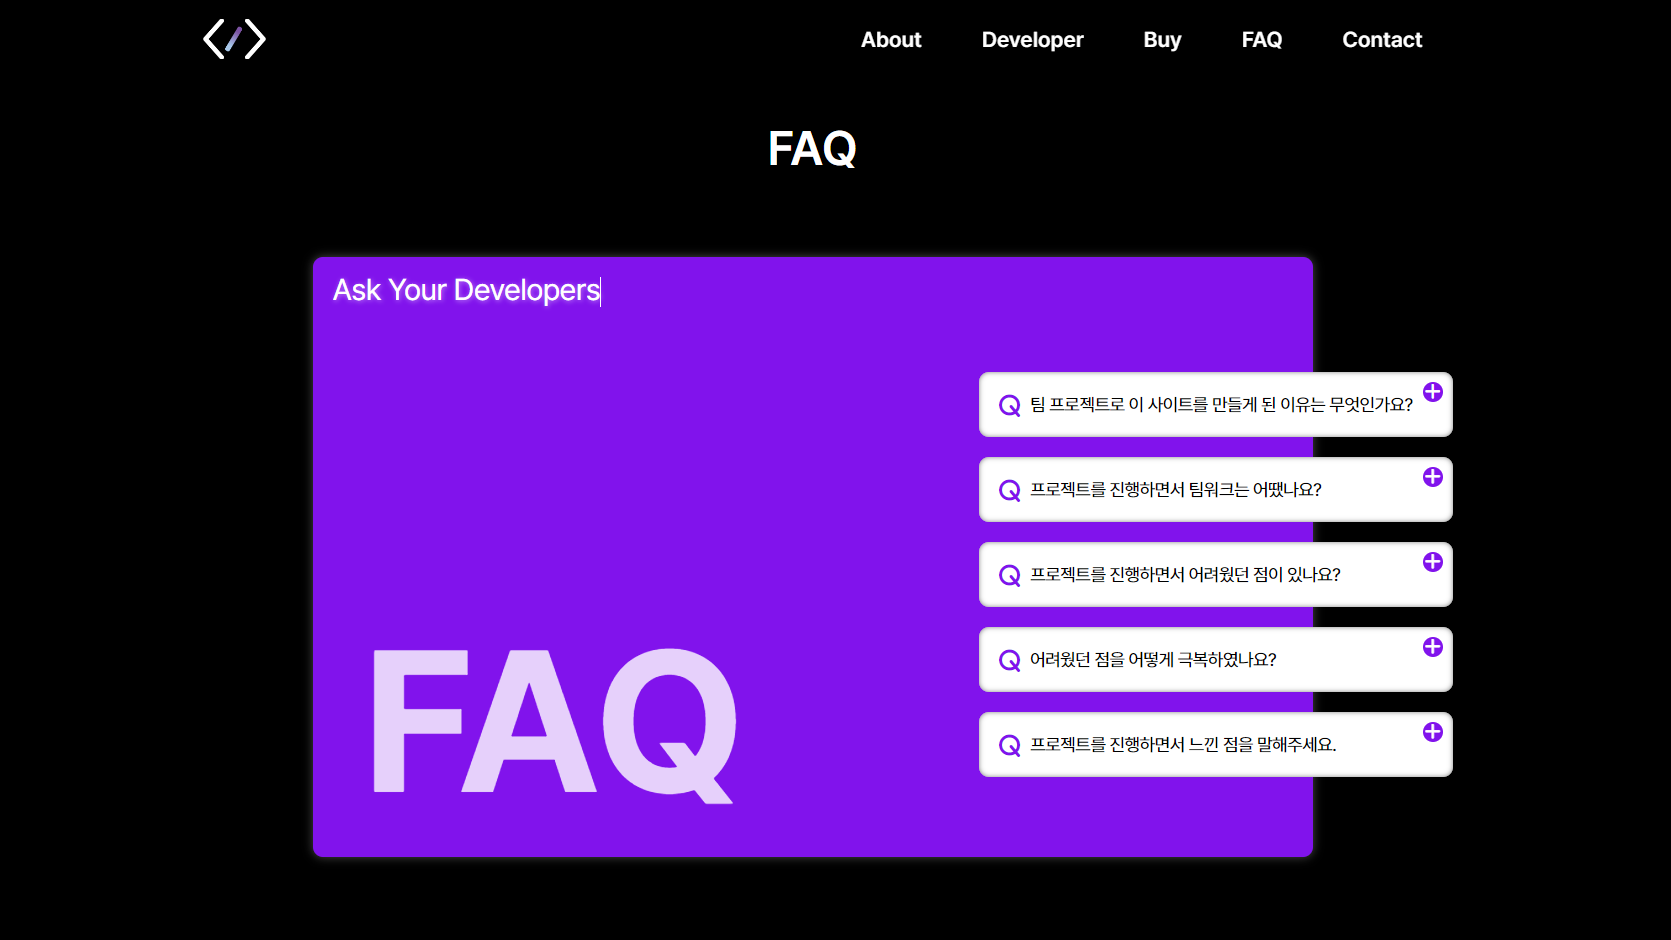 About
Developer
Buy
FAQ
Contact
FAQ
Ask Your Developers
Q 팀 프로젝트로 이 사이트를 만들게 된 이유는 무엇인가요?
Q 프로젝트를 진행하면서 팀워크는 어땠나요?
Q 프로젝트를 진행하면서 어려웠던 점이 있나요?
Q 어려웠던 점을 어떻게 극복하였나요?
Q 프로젝트를 진행하면서 느낀 점을 말해주세요.
FAQ